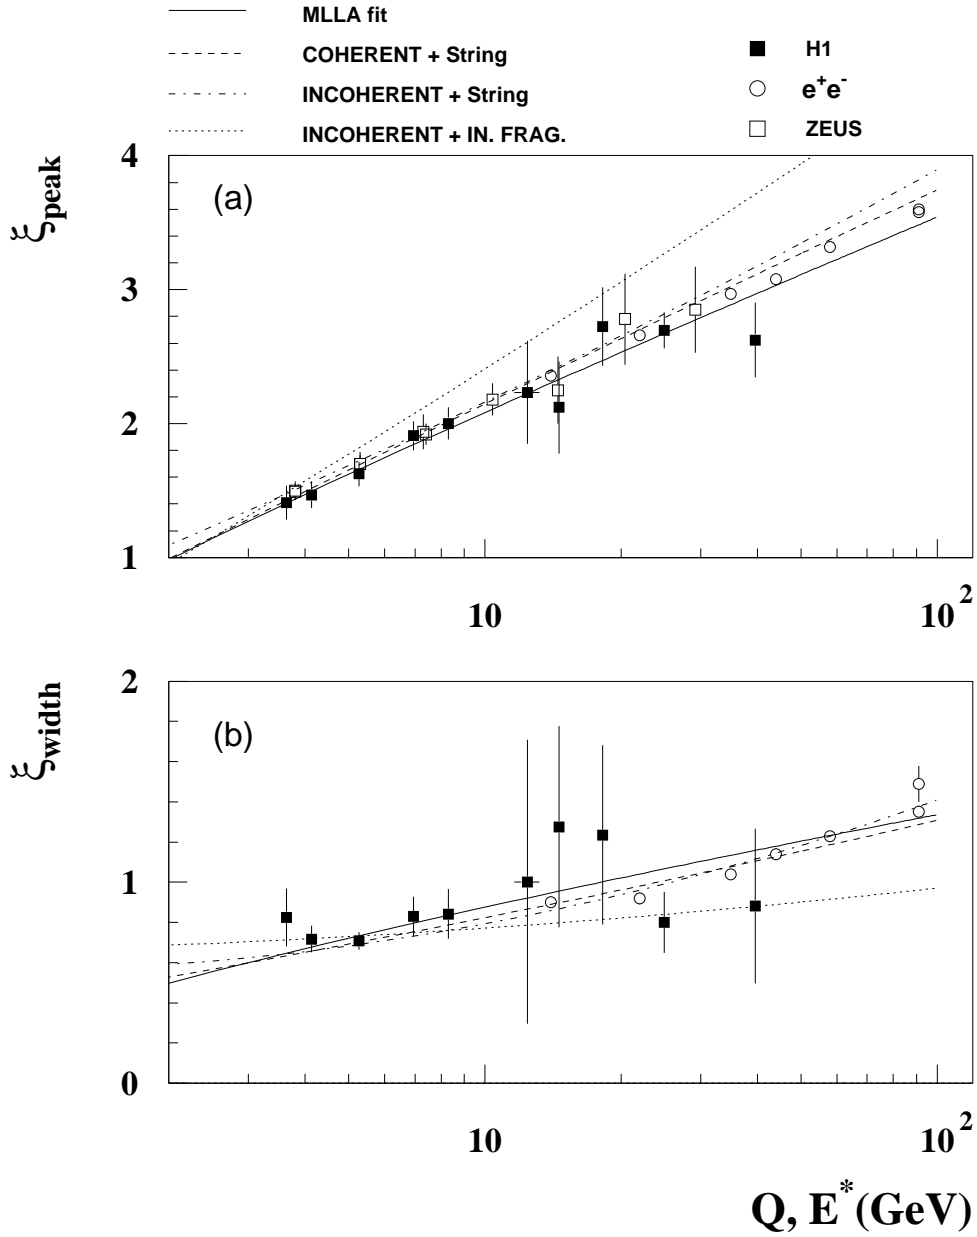 MLLA fit
COHERENT + String
INCOHERENT + String
INCOHERENT + IN. FRAG.
H1
e⁺e⁻
ZEUS
ξpeak
(a)
4
3
2
1
10
10²
ξwidth
(b)
2
1
0
10
10²
Q, E*(GeV)